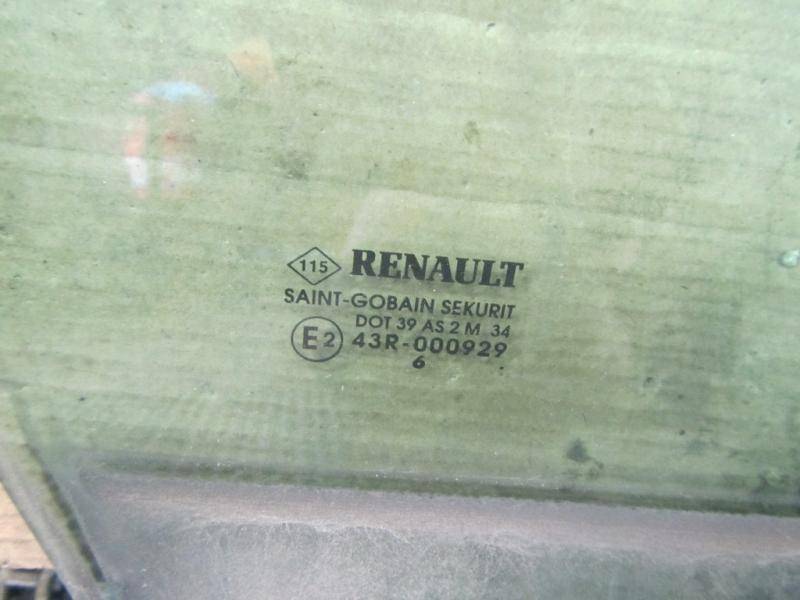 115 RENAULT
SAINT-GOBAIN SEKURIT
DOT 39 AS 2 M 34
E2 43R-000929
6